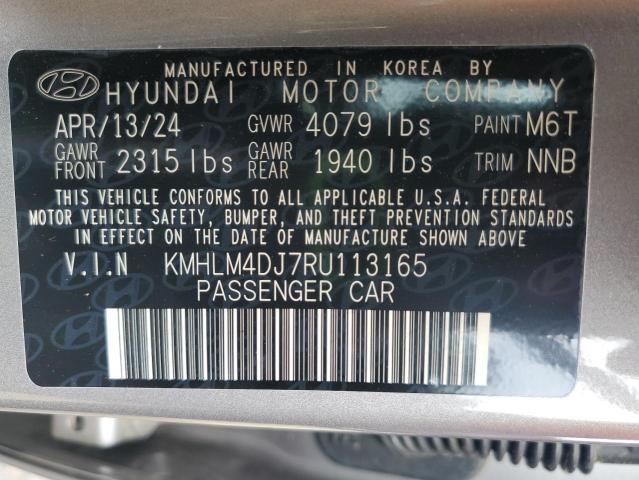 MANUFACTURED IN KOREA BY
HYUNDAI MOTOR COMPANY
APR/13/24 GVWR 4079 lbs PAINT M6T
GAWR FRONT 2315 lbs GAWR REAR 1940 lbs TRIM NNB
THIS VEHICLE CONFORMS TO ALL APPLICABLE U.S.A. FEDERAL
MOTOR VEHICLE SAFETY, BUMPER, AND THEFT PREVENTION STANDARDS
IN EFFECT ON THE DATE OF MANUFACTURE SHOWN ABOVE
V.I.N KMHLM4DJ7RU113165
PASSENGER CAR